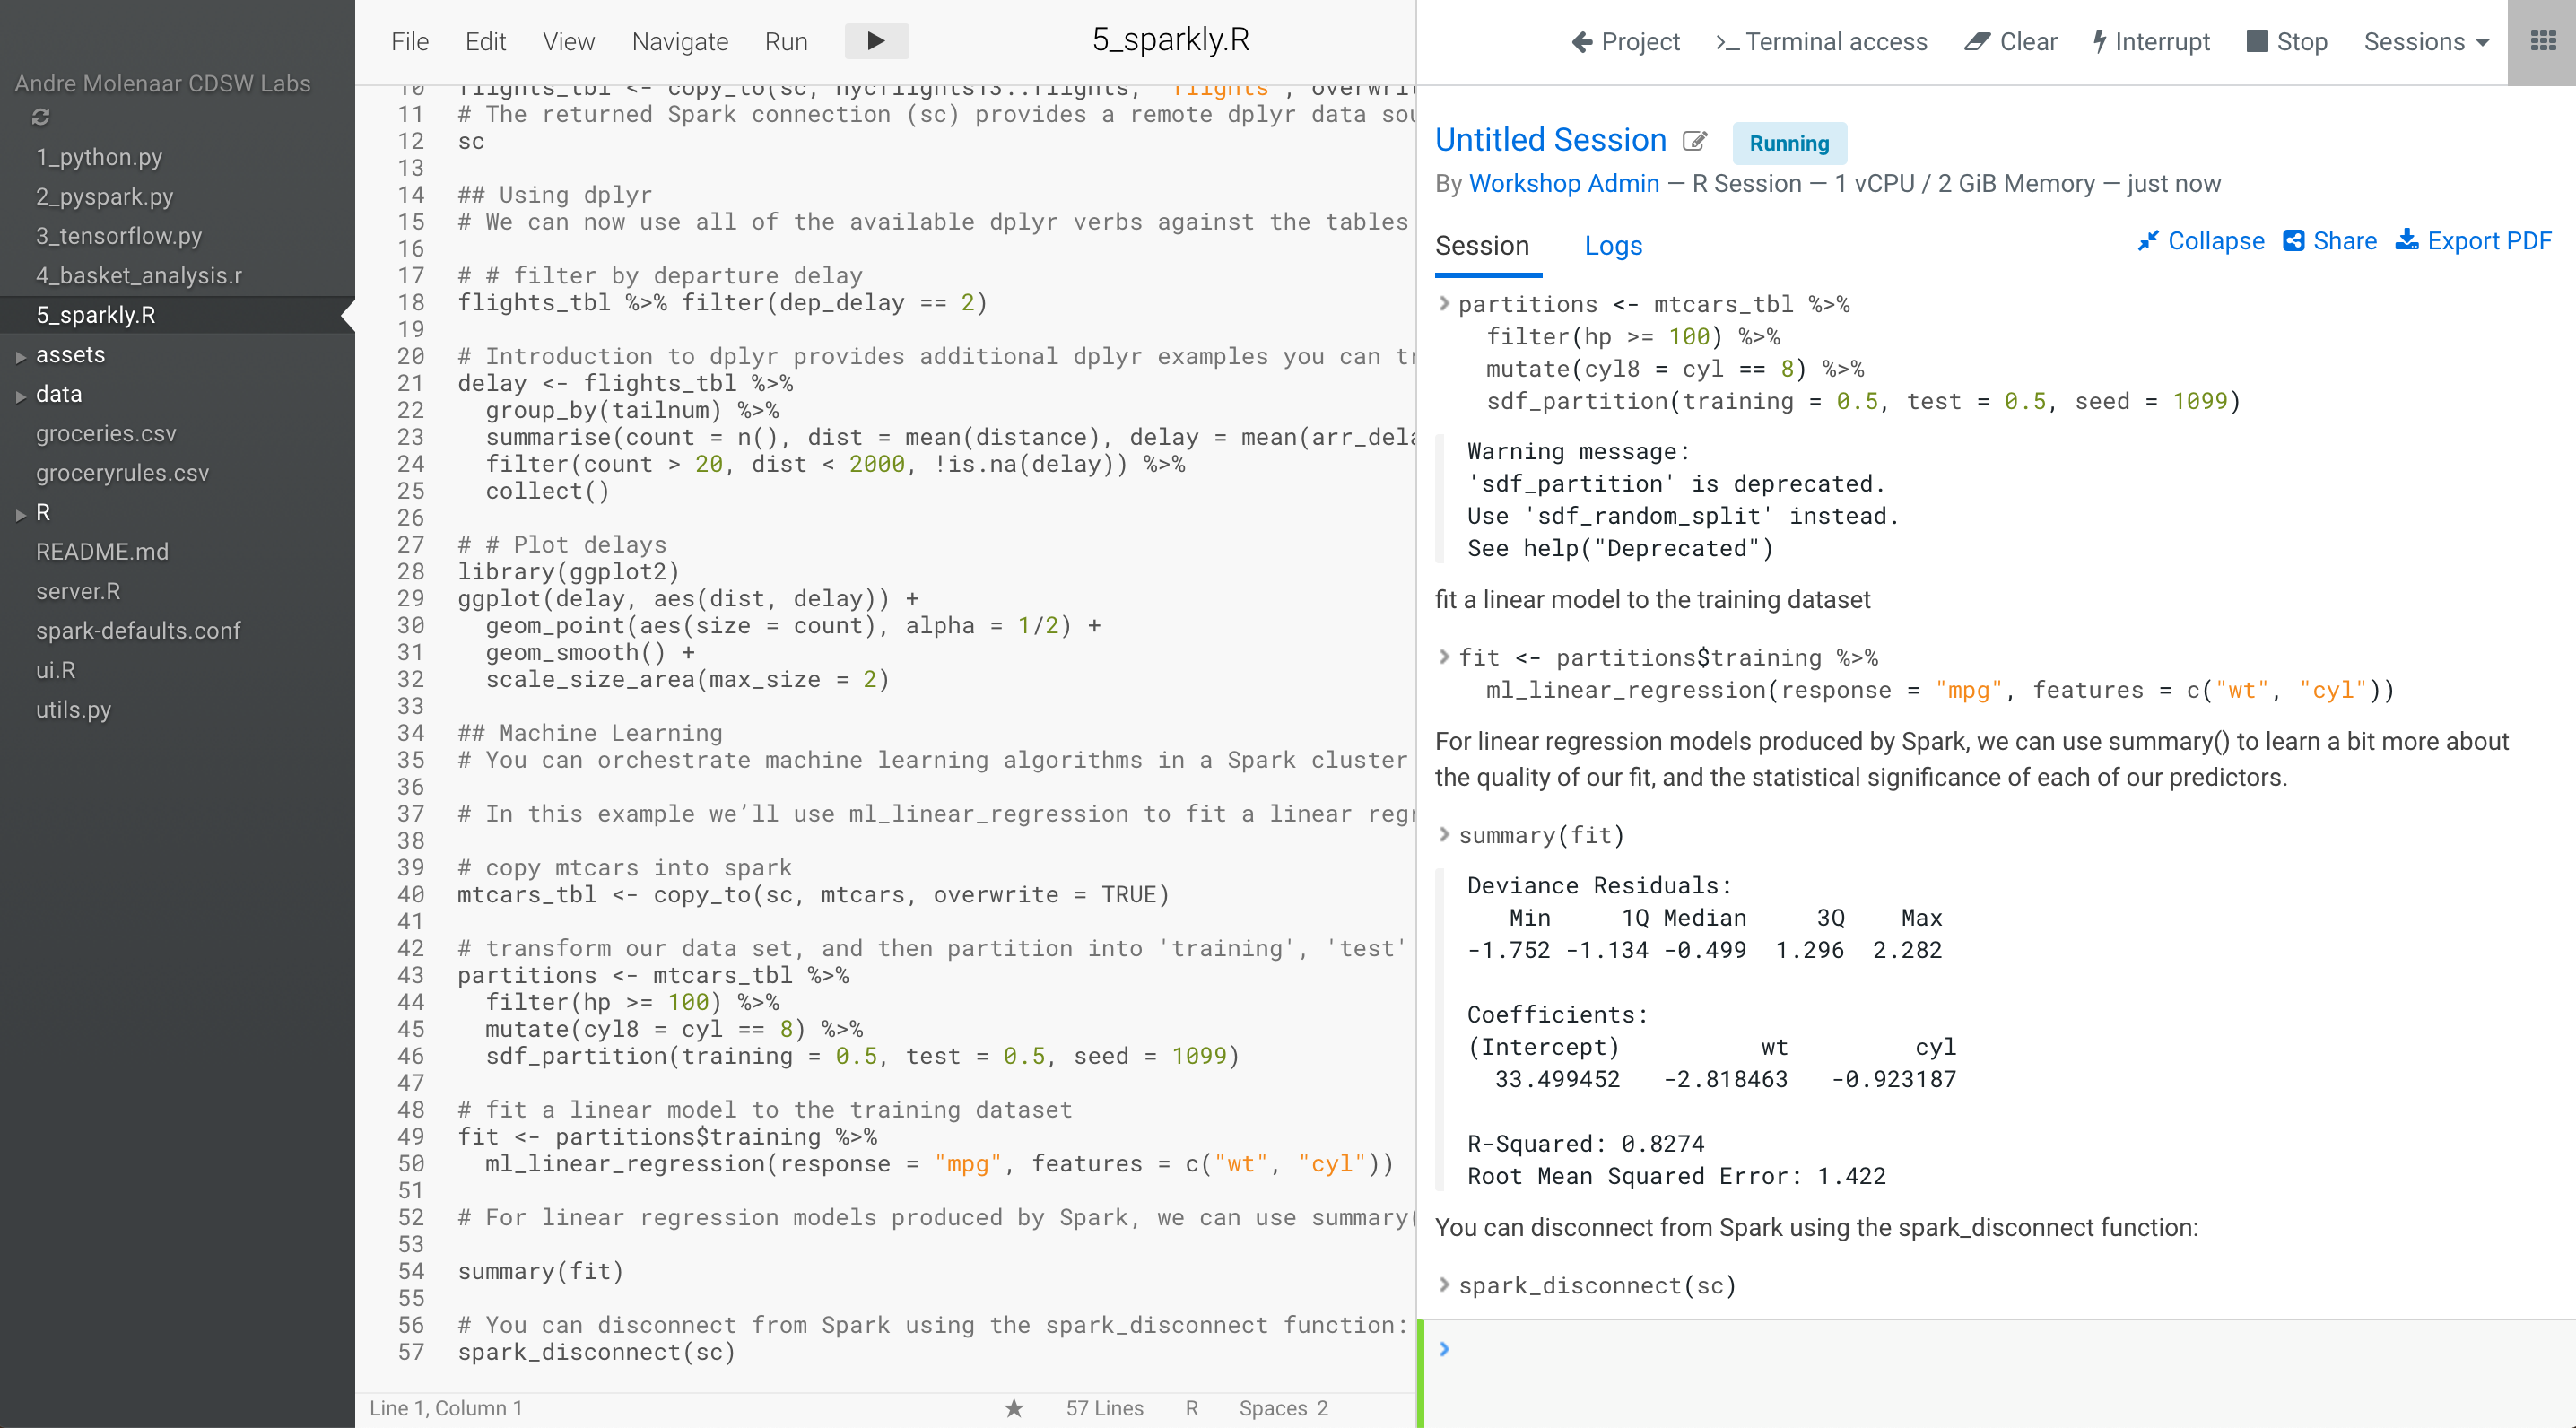 Andre Molenaar CDSW Labs
1_python.py
2_pyspark.py
3_tensorflow.py
4_basket_analysis.r
5_sparkly.R
assets
data
groceries.csv
groceryrules.csv
R
README.md
server.R
spark-defaults.conf
ui.R
utils.py
File Edit View Navigate Run 5_sparkly.R
10 flights_tbl <- copy_to(sc, nycflights13::flights, "flights", overwri
11 # The returned Spark connection (sc) provides a remote dplyr data sou
12 sc
13
14 ## Using dplyr
15 # We can now use all of the available dplyr verbs against the tables
16
17 # # filter by departure delay
18 flights_tbl %>% filter(dep_delay == 2)
19
20 # Introduction to dplyr provides additional dplyr examples you can tr
21 delay <- flights_tbl %>%
22   group_by(tailnum) %>%
23   summarise(count = n(), dist = mean(distance), delay = mean(arr_dela
24   filter(count > 20, dist < 2000, !is.na(delay)) %>%
25   collect()
26
27 # # Plot delays
28 library(ggplot2)
29 ggplot(delay, aes(dist, delay)) +
30   geom_point(aes(size = count), alpha = 1/2) +
31   geom_smooth() +
32   scale_size_area(max_size = 2)
33
34 ## Machine Learning
35 # You can orchestrate machine learning algorithms in a Spark cluster
36
37 # In this example we’ll use ml_linear_regression to fit a linear regr
38
39 # copy mtcars into spark
40 mtcars_tbl <- copy_to(sc, mtcars, overwrite = TRUE)
41
42 # transform our data set, and then partition into 'training', 'test'
43 partitions <- mtcars_tbl %>%
44   filter(hp >= 100) %>%
45   mutate(cyl8 = cyl == 8) %>%
46   sdf_partition(training = 0.5, test = 0.5, seed = 1099)
47
48 # fit a linear model to the training dataset
49 fit <- partitions$training %>%
50   ml_linear_regression(response = "mpg", features = c("wt", "cyl"))
51
52 # For linear regression models produced by Spark, we can use summary(
53
54 summary(fit)
55
56 # You can disconnect from Spark using the spark_disconnect function:
57 spark_disconnect(sc)
Line 1, Column 1 ★ 57 Lines R Spaces 2
Project Terminal access Clear Interrupt Stop Sessions
Untitled Session Running
By Workshop Admin — R Session — 1 vCPU / 2 GiB Memory — just now
Session Logs Collapse Share Export PDF
partitions <- mtcars_tbl %>%
  filter(hp >= 100) %>%
  mutate(cyl8 = cyl == 8) %>%
  sdf_partition(training = 0.5, test = 0.5, seed = 1099)
Warning message:
'sdf_partition' is deprecated.
Use 'sdf_random_split' instead.
See help("Deprecated")
fit a linear model to the training dataset
fit <- partitions$training %>%
  ml_linear_regression(response = "mpg", features = c("wt", "cyl"))
For linear regression models produced by Spark, we can use summary() to learn a bit more about
the quality of our fit, and the statistical significance of each of our predictors.
summary(fit)
Deviance Residuals:
   Min     1Q Median     3Q    Max
-1.752 -1.134 -0.499  1.296  2.282
Coefficients:
(Intercept)          wt         cyl
  33.499452   -2.818463   -0.923187
R-Squared: 0.8274
Root Mean Squared Error: 1.422
You can disconnect from Spark using the spark_disconnect function:
spark_disconnect(sc)